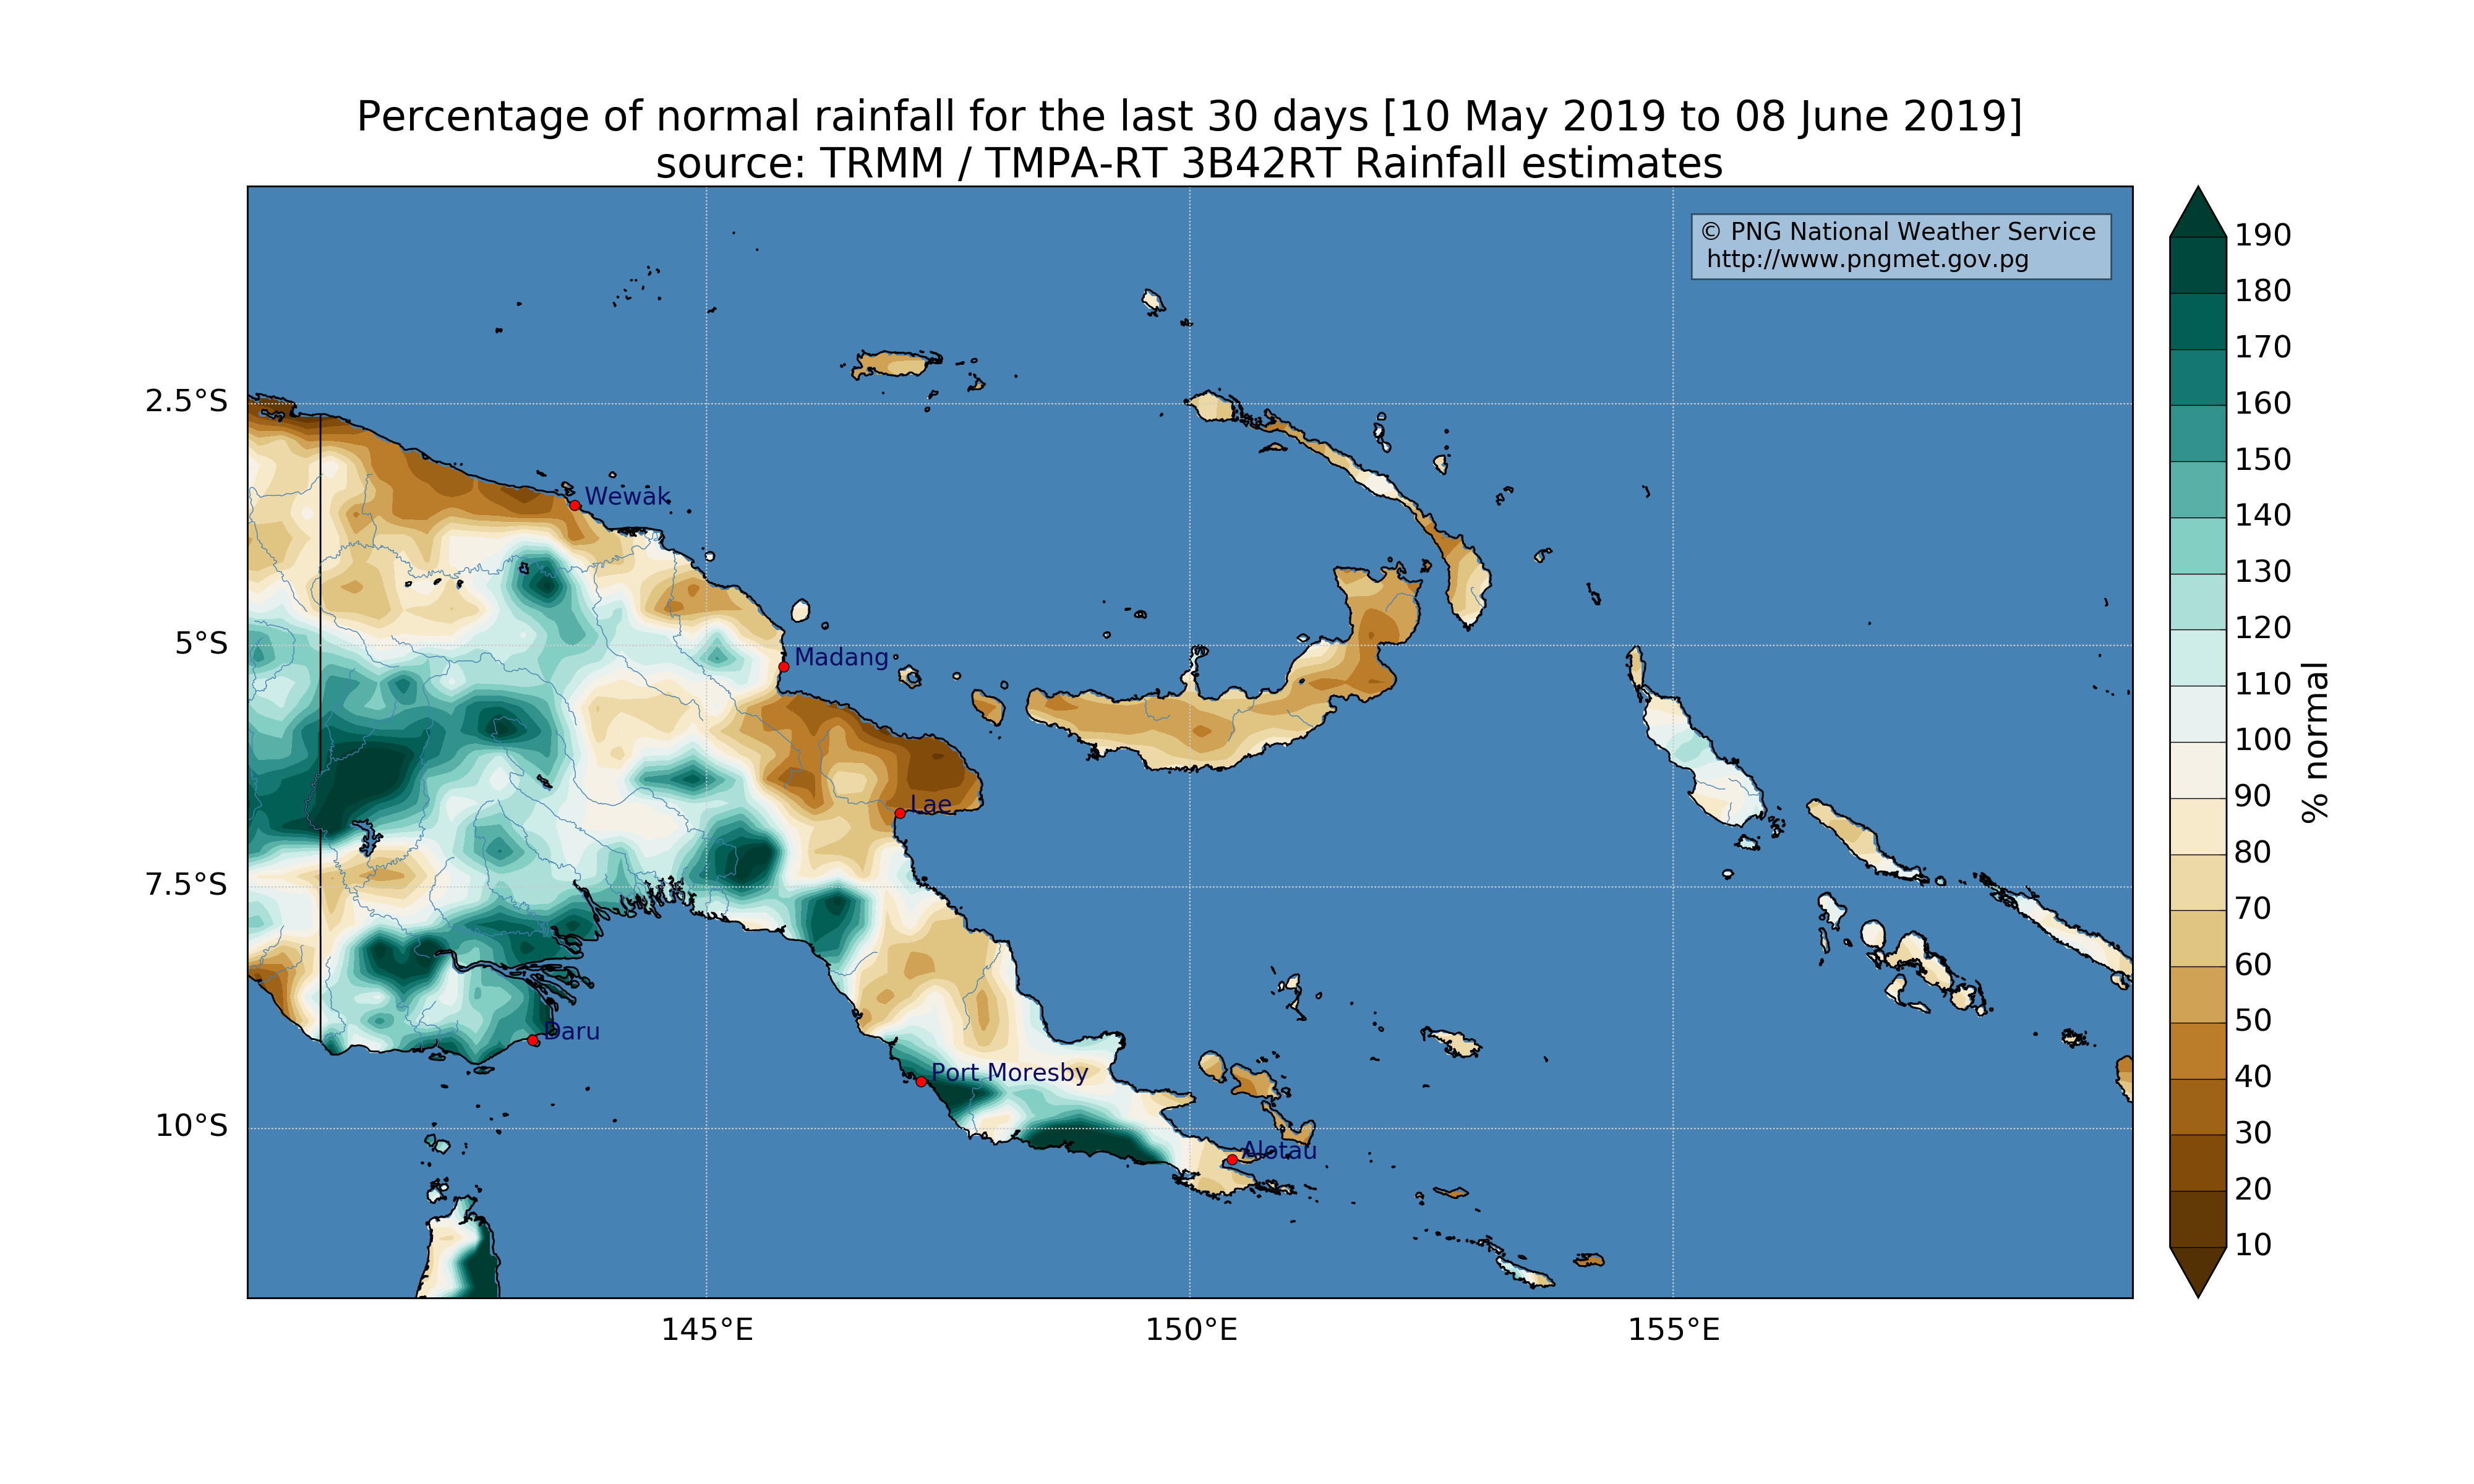 Percentage of normal rainfall for the last 30 days [10 May 2019 to 08 June 2019]
source: TRMM / TMPA-RT 3B42RT Rainfall estimates
© PNG National Weather Service
http://www.pngmet.gov.pg
2.5°S
5°S
7.5°S
10°S
145°E
150°E
155°E
Wewak
Madang
Lae
Daru
Port Moresby
Alotau
190
180
170
160
150
140
130
120
110
100
90
80
70
60
50
40
30
20
10
% normal